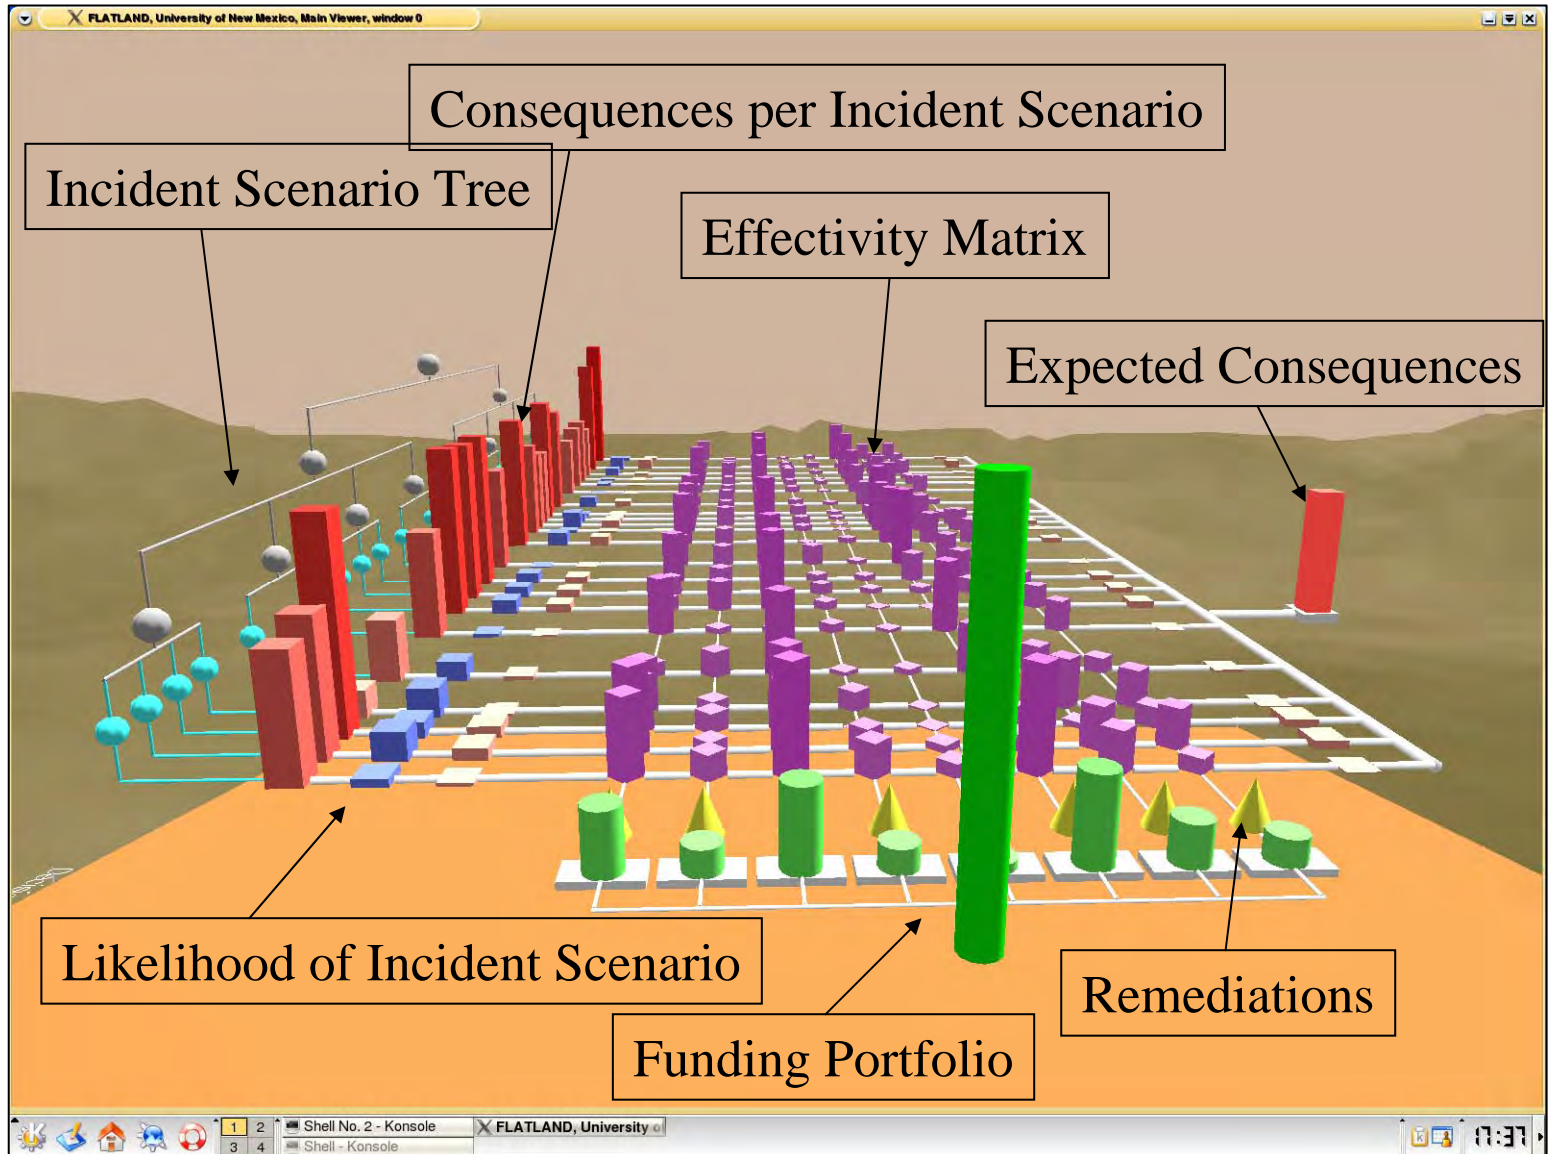 FLATLAND, University of New Mexico, Main Viewer, window 0
Consequences per Incident Scenario
Incident Scenario Tree
Effectivity Matrix
Expected Consequences
Likelihood of Incident Scenario
Remediations
Funding Portfolio
1 2
3 4
Shell No. 2 - Konsole
Shell - Konsole
FLATLAND, University
17:37